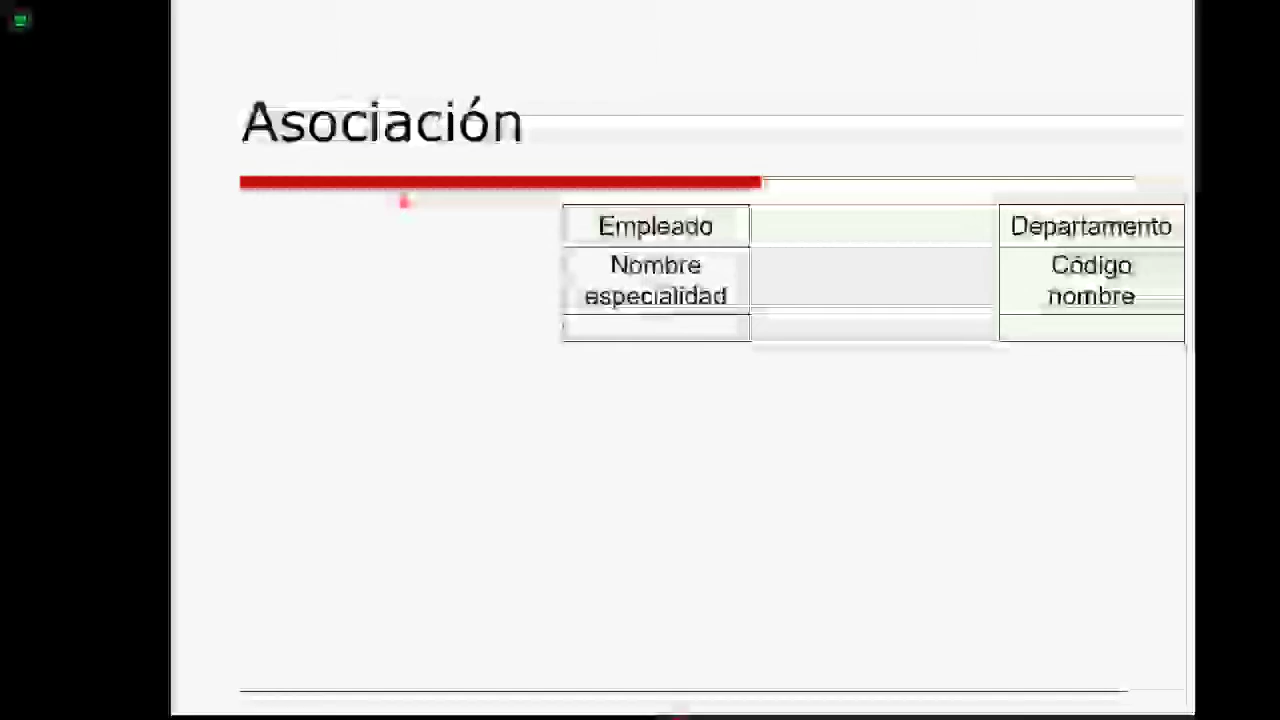 Asociación
Empleado
Departamento
Nombre
especialidad
Código
nombre